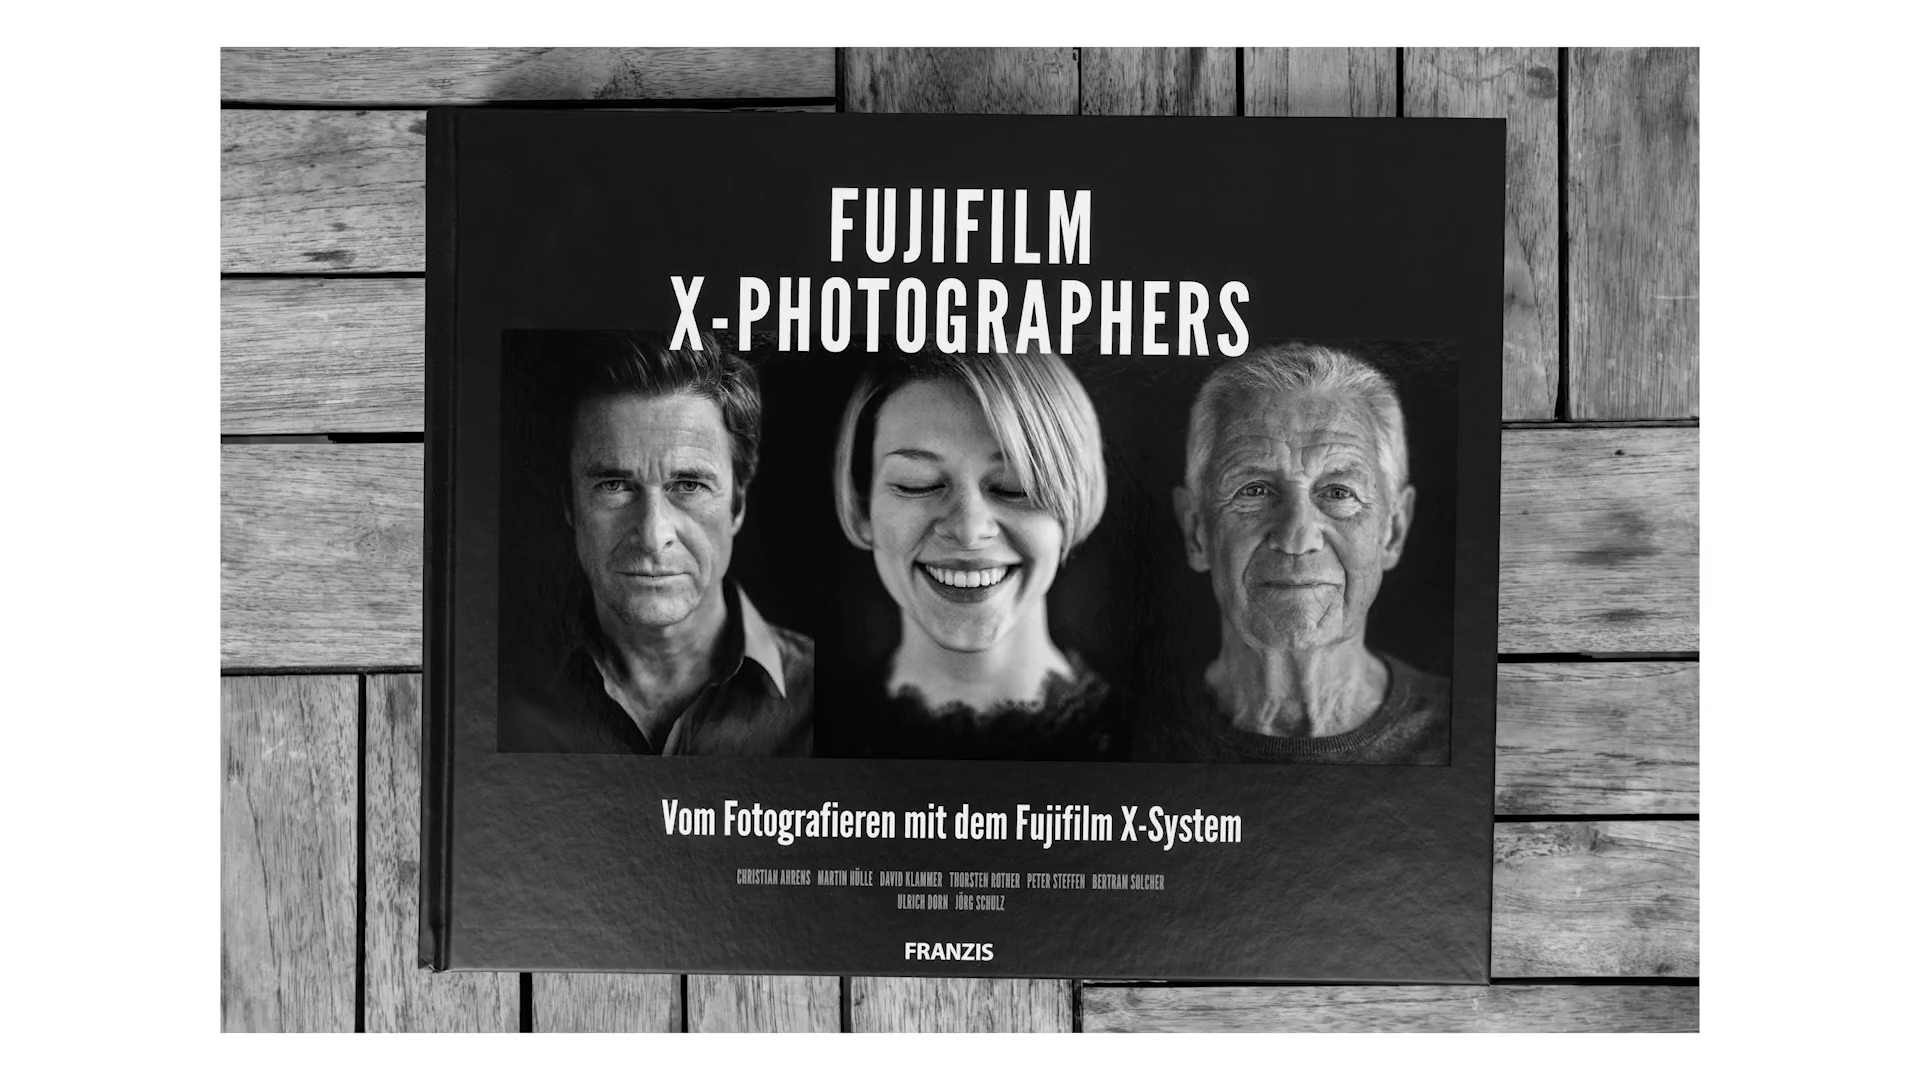 FUJIFILM
X-PHOTOGRAPHERS
Vom Fotografieren mit dem Fujifilm X-System
CHRISTIAN AHRENS MARTIN HÜLLE DAVID KLAMMER THORSTEN ROTHER PETER STEFFEN BERTRAM SOLCHER
ULRICH DORN JÖRG SCHULZ
FRANZIS